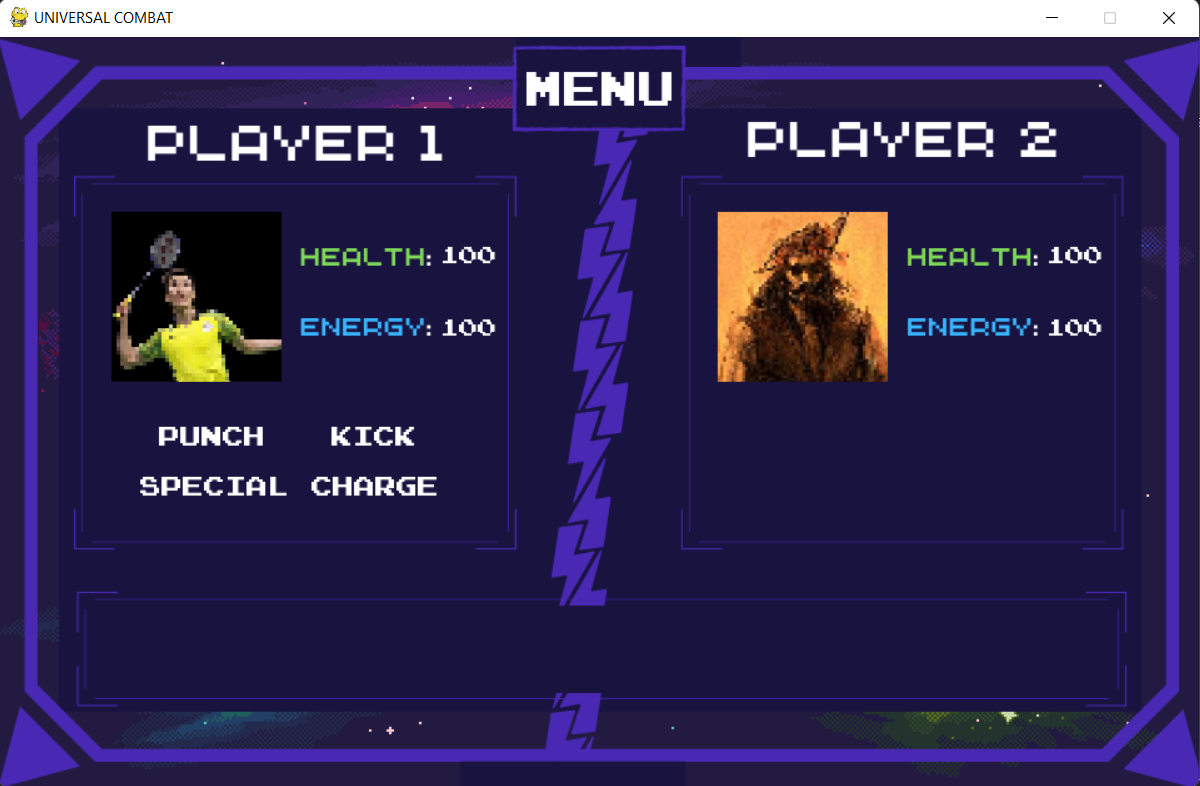 UNIVERSAL COMBAT
MENU
PLAYER 1
HEALTH: 100
ENERGY: 100
PUNCH KICK
SPECIAL CHARGE
PLAYER 2
HEALTH: 100
ENERGY: 100